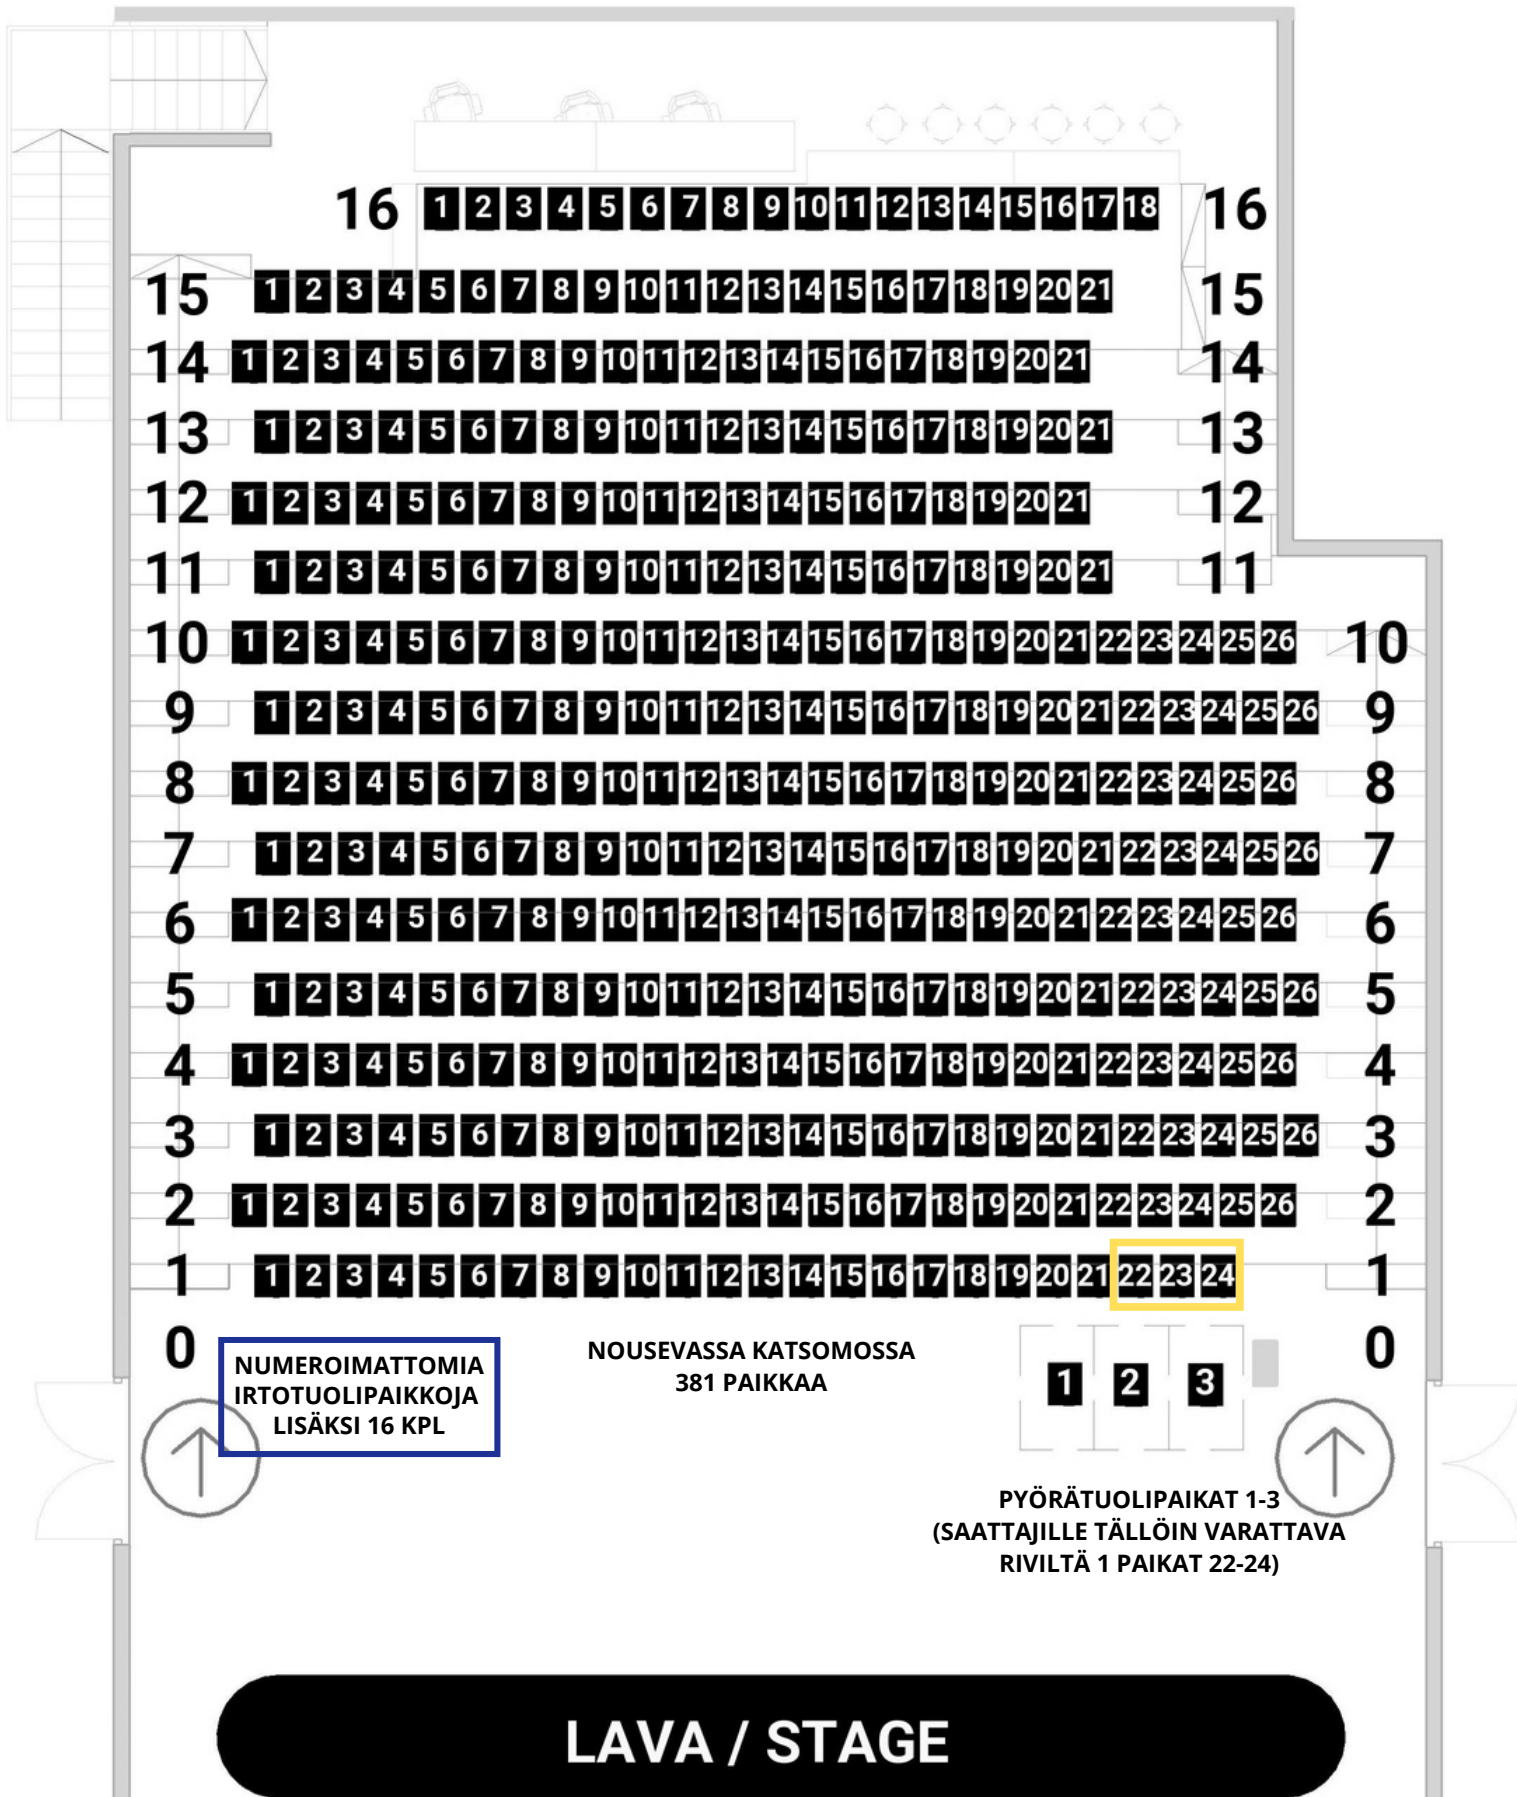 16 1 2 3 4 5 6 7 8 9 10 11 12 13 14 15 16 17 18 16
15 1 2 3 4 5 6 7 8 9 10 11 12 13 14 15 16 17 18 19 20 21 15
14 1 2 3 4 5 6 7 8 9 10 11 12 13 14 15 16 17 18 19 20 21 14
13 1 2 3 4 5 6 7 8 9 10 11 12 13 14 15 16 17 18 19 20 21 13
12 1 2 3 4 5 6 7 8 9 10 11 12 13 14 15 16 17 18 19 20 21 12
11 1 2 3 4 5 6 7 8 9 10 11 12 13 14 15 16 17 18 19 20 21 11
10 1 2 3 4 5 6 7 8 9 10 11 12 13 14 15 16 17 18 19 20 21 22 23 24 25 26 10
9 1 2 3 4 5 6 7 8 9 10 11 12 13 14 15 16 17 18 19 20 21 22 23 24 25 26 9
8 1 2 3 4 5 6 7 8 9 10 11 12 13 14 15 16 17 18 19 20 21 22 23 24 25 26 8
7 1 2 3 4 5 6 7 8 9 10 11 12 13 14 15 16 17 18 19 20 21 22 23 24 25 26 7
6 1 2 3 4 5 6 7 8 9 10 11 12 13 14 15 16 17 18 19 20 21 22 23 24 25 26 6
5 1 2 3 4 5 6 7 8 9 10 11 12 13 14 15 16 17 18 19 20 21 22 23 24 25 26 5
4 1 2 3 4 5 6 7 8 9 10 11 12 13 14 15 16 17 18 19 20 21 22 23 24 25 26 4
3 1 2 3 4 5 6 7 8 9 10 11 12 13 14 15 16 17 18 19 20 21 22 23 24 25 26 3
2 1 2 3 4 5 6 7 8 9 10 11 12 13 14 15 16 17 18 19 20 21 22 23 24 25 26 2
1 1 2 3 4 5 6 7 8 9 10 11 12 13 14 15 16 17 18 19 20 21 22 23 24 1
0 0
NUMEROIMATTOMIA
IRTOTUOLIPAIKKOJA
LISÄKSI 16 KPL
NOUSEVASSA KATSOMOSSA
381 PAIKKAA
1 2 3
PYÖRÄTUOLIPAIKAT 1-3
(SAATTAJILLE TÄLLÖIN VARATTAVA
RIVILTÄ 1 PAIKAT 22-24)
LAVA / STAGE